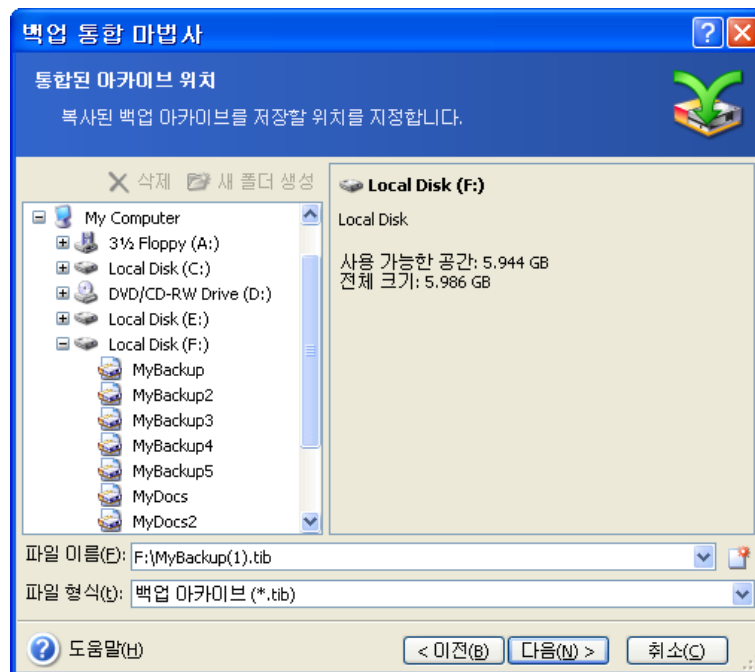 백업 통합 마법사
통합된 아카이브 위치
복사된 백업 아카이브를 저장할 위치를 지정합니다.
삭제 새 폴더 생성
My Computer
3½ Floppy (A:)
Local Disk (C:)
DVD/CD-RW Drive (D:)
Local Disk (E:)
Local Disk (F:)
MyBackup
MyBackup2
MyBackup3
MyBackup4
MyBackup5
MyDocs
MyDocs2
Local Disk (F:)
Local Disk
사용 가능한 공간: 5.944 GB
전체 크기: 5.986 GB
파일 이름(F): F:\MyBackup(1).tib
파일 형식(t): 백업 아카이브 (*.tib)
도움말(H) < 이전(B) 다음(N) > 취소(C)